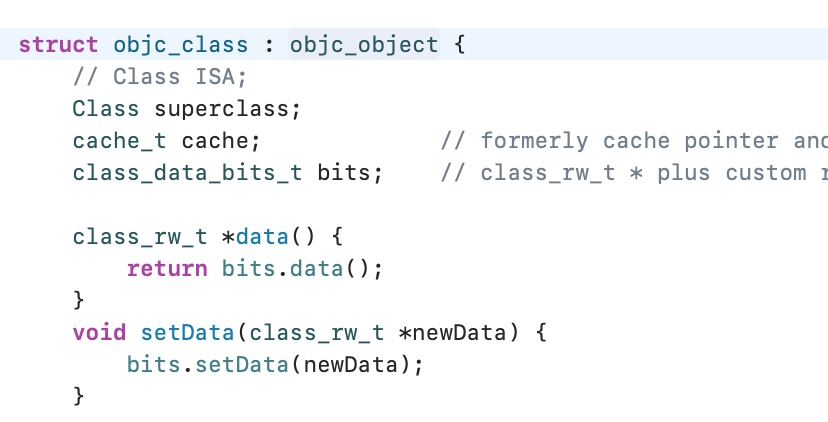 struct objc_class : objc_object {
    // Class ISA;
    Class superclass;
    cache_t cache;             // formerly cache pointer and
    class_data_bits_t bits;    // class_rw_t * plus custom r

    class_rw_t *data() {
        return bits.data();
    }
    void setData(class_rw_t *newData) {
        bits.setData(newData);
    }